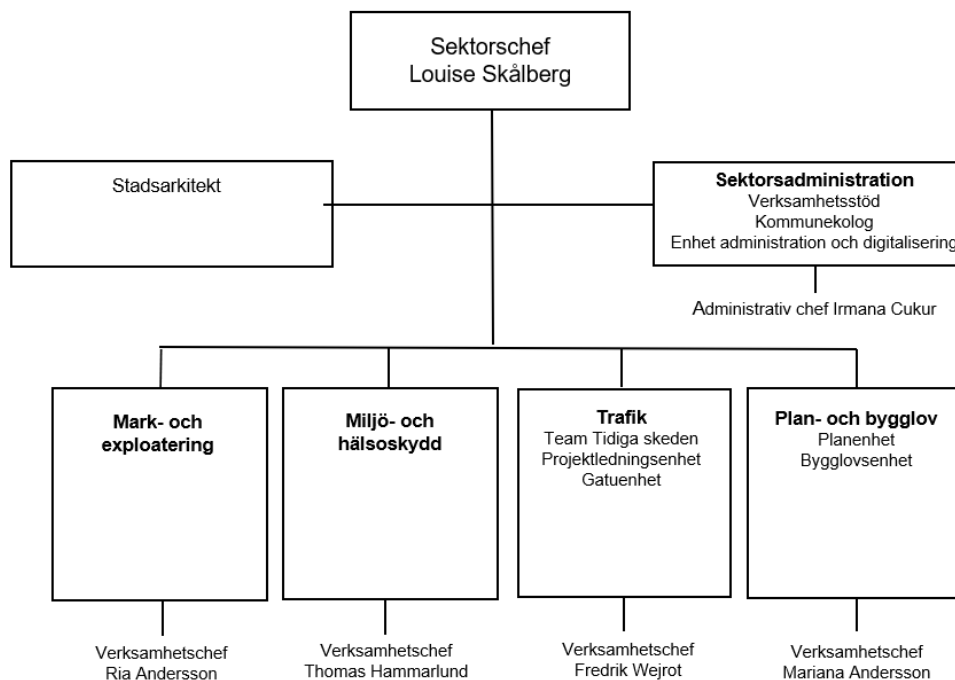 Sektorschef
Louise Skålberg
Stadsarkitekt
Sektorsadministration
Verksamhetsstöd
Kommunekolog
Enhet administration och digitalisering
Administrativ chef Irmana Cukur
Mark- och
exploatering
Miljö- och
hälsoskydd
Trafik
Team Tidiga skeden
Projektledningsenhet
Gatuenhet
Plan- och bygglov
Planenhet
Bygglovsenhet
Verksamhetschef
Ria Andersson
Verksamhetschef
Thomas Hammarlund
Verksamhetschef
Fredrik Wejrot
Verksamhetschef
Mariana Andersson